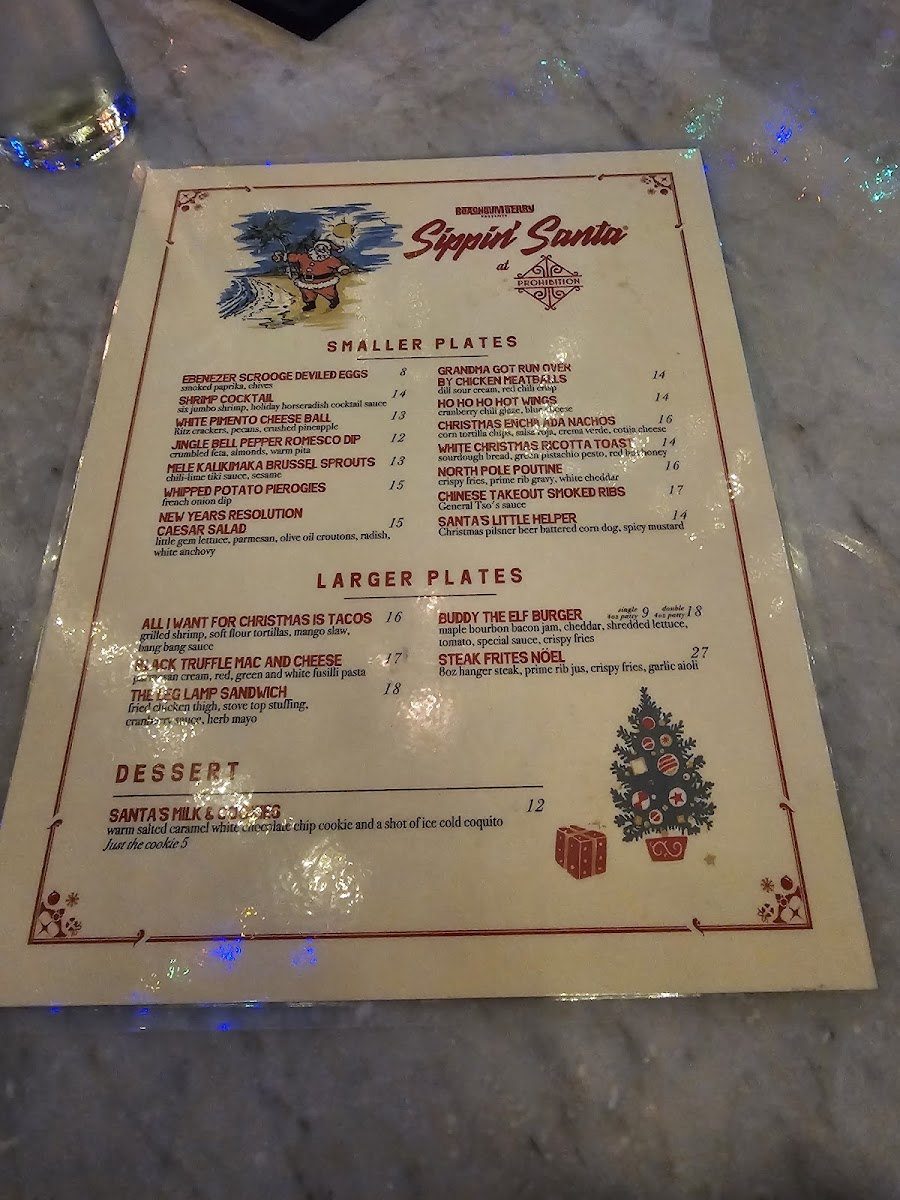 BEACHBUM BERRY
PRESENTS
Sippin' Santa
at
PROHIBITION
SMALLER PLATES
EBENEZER SCROOGE DEVILED EGGS 8
smoked paprika, chives
SHRIMP COCKTAIL 14
six jumbo shrimp, holiday horseradish cocktail sauce
WHITE PIMENTO CHEESE BALL 13
Ritz crackers, pecans, crushed pineapple
JINGLE BELL PEPPER ROMESCO DIP 12
crumbled feta, almonds, warm pita
MELE KALIKIMAKA BRUSSEL SPROUTS 13
chili-lime tiki sauce, sesame
WHIPPED POTATO PIEROGIES 15
french onion dip
NEW YEARS RESOLUTION
CAESAR SALAD 15
little gem lettuce, parmesan, olive oil croutons, radish,
white anchovy
GRANDMA GOT RUN OVER
BY CHICKEN MEATBALLS 14
dill sour cream, red chili crisp
HO HO HO HOT WINGS 14
cranberry chili glaze, blue cheese
CHRISTMAS ENCHILADA NACHOS 16
corn tortilla chips, salsa roja, crema verde, cotija cheese
WHITE CHRISTMAS RICOTTA TOAST 14
sourdough bread, green pistachio pesto, red hot honey
NORTH POLE POUTINE 16
crispy fries, prime rib gravy, white cheddar
CHINESE TAKEOUT SMOKED RIBS 17
General Tso's sauce
SANTA'S LITTLE HELPER 14
Christmas pilsner beer battered corn dog, spicy mustard
LARGER PLATES
ALL I WANT FOR CHRISTMAS IS TACOS 16
grilled shrimp, soft flour tortillas, mango slaw,
bang bang sauce
BLACK TRUFFLE MAC AND CHEESE 17
parmesan cream, red, green and white fusilli pasta
THE LEG LAMP SANDWICH 18
fried chicken thigh, stove top stuffing,
cranberry sauce, herb mayo
BUDDY THE ELF BURGER single 4oz patty 9 double 4oz patty 18
maple bourbon bacon jam, cheddar, shredded lettuce,
tomato, special sauce, crispy fries
STEAK FRITES NÖEL 27
8oz hanger steak, prime rib jus, crispy fries, garlic aioli
DESSERT
SANTA'S MILK & COOKIES 12
warm salted caramel white chocolate chip cookie and a shot of ice cold coquito
Just the cookie 5